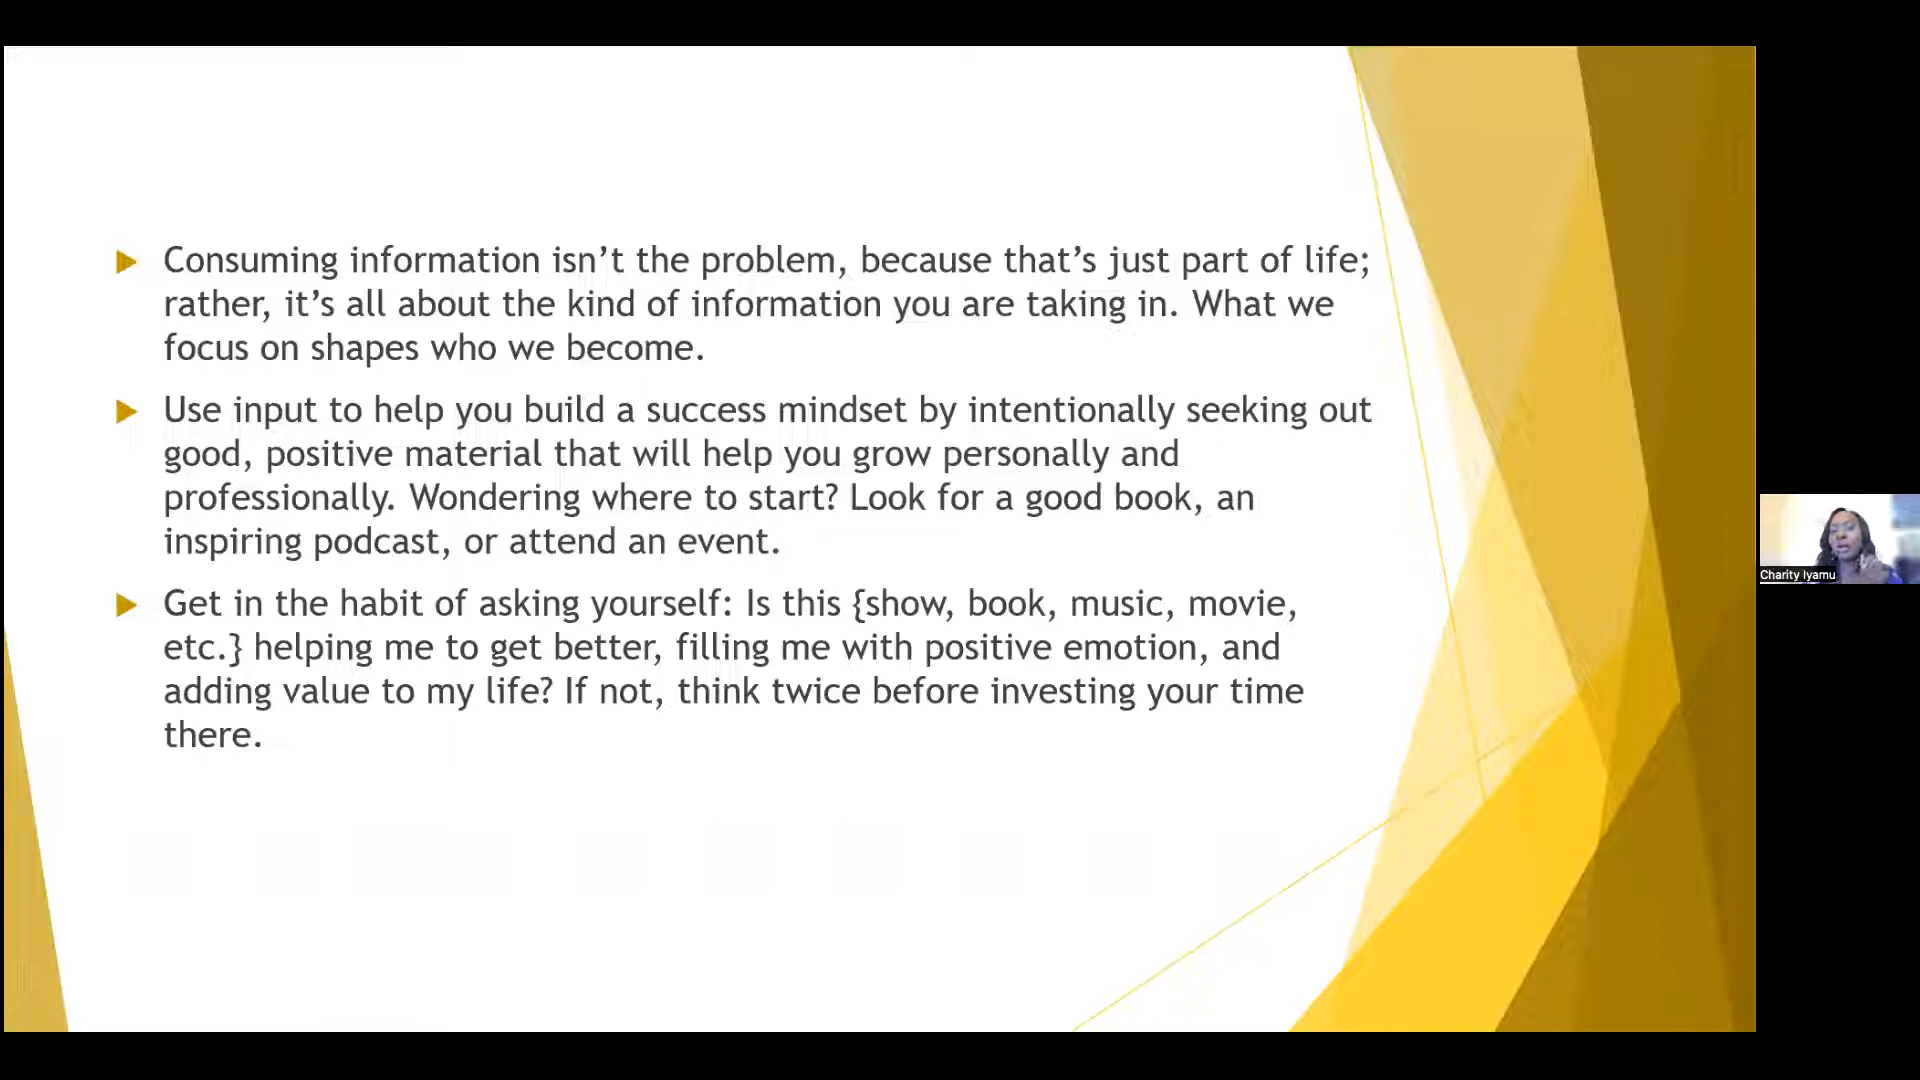 Consuming information isn’t the problem, because that’s just part of life;
rather, it’s all about the kind of information you are taking in. What we
focus on shapes who we become.
Use input to help you build a success mindset by intentionally seeking out
good, positive material that will help you grow personally and
professionally. Wondering where to start? Look for a good book, an
inspiring podcast, or attend an event.
Get in the habit of asking yourself: Is this {show, book, music, movie,
etc.} helping me to get better, filling me with positive emotion, and
adding value to my life? If not, think twice before investing your time
there.
Charity Iyamu